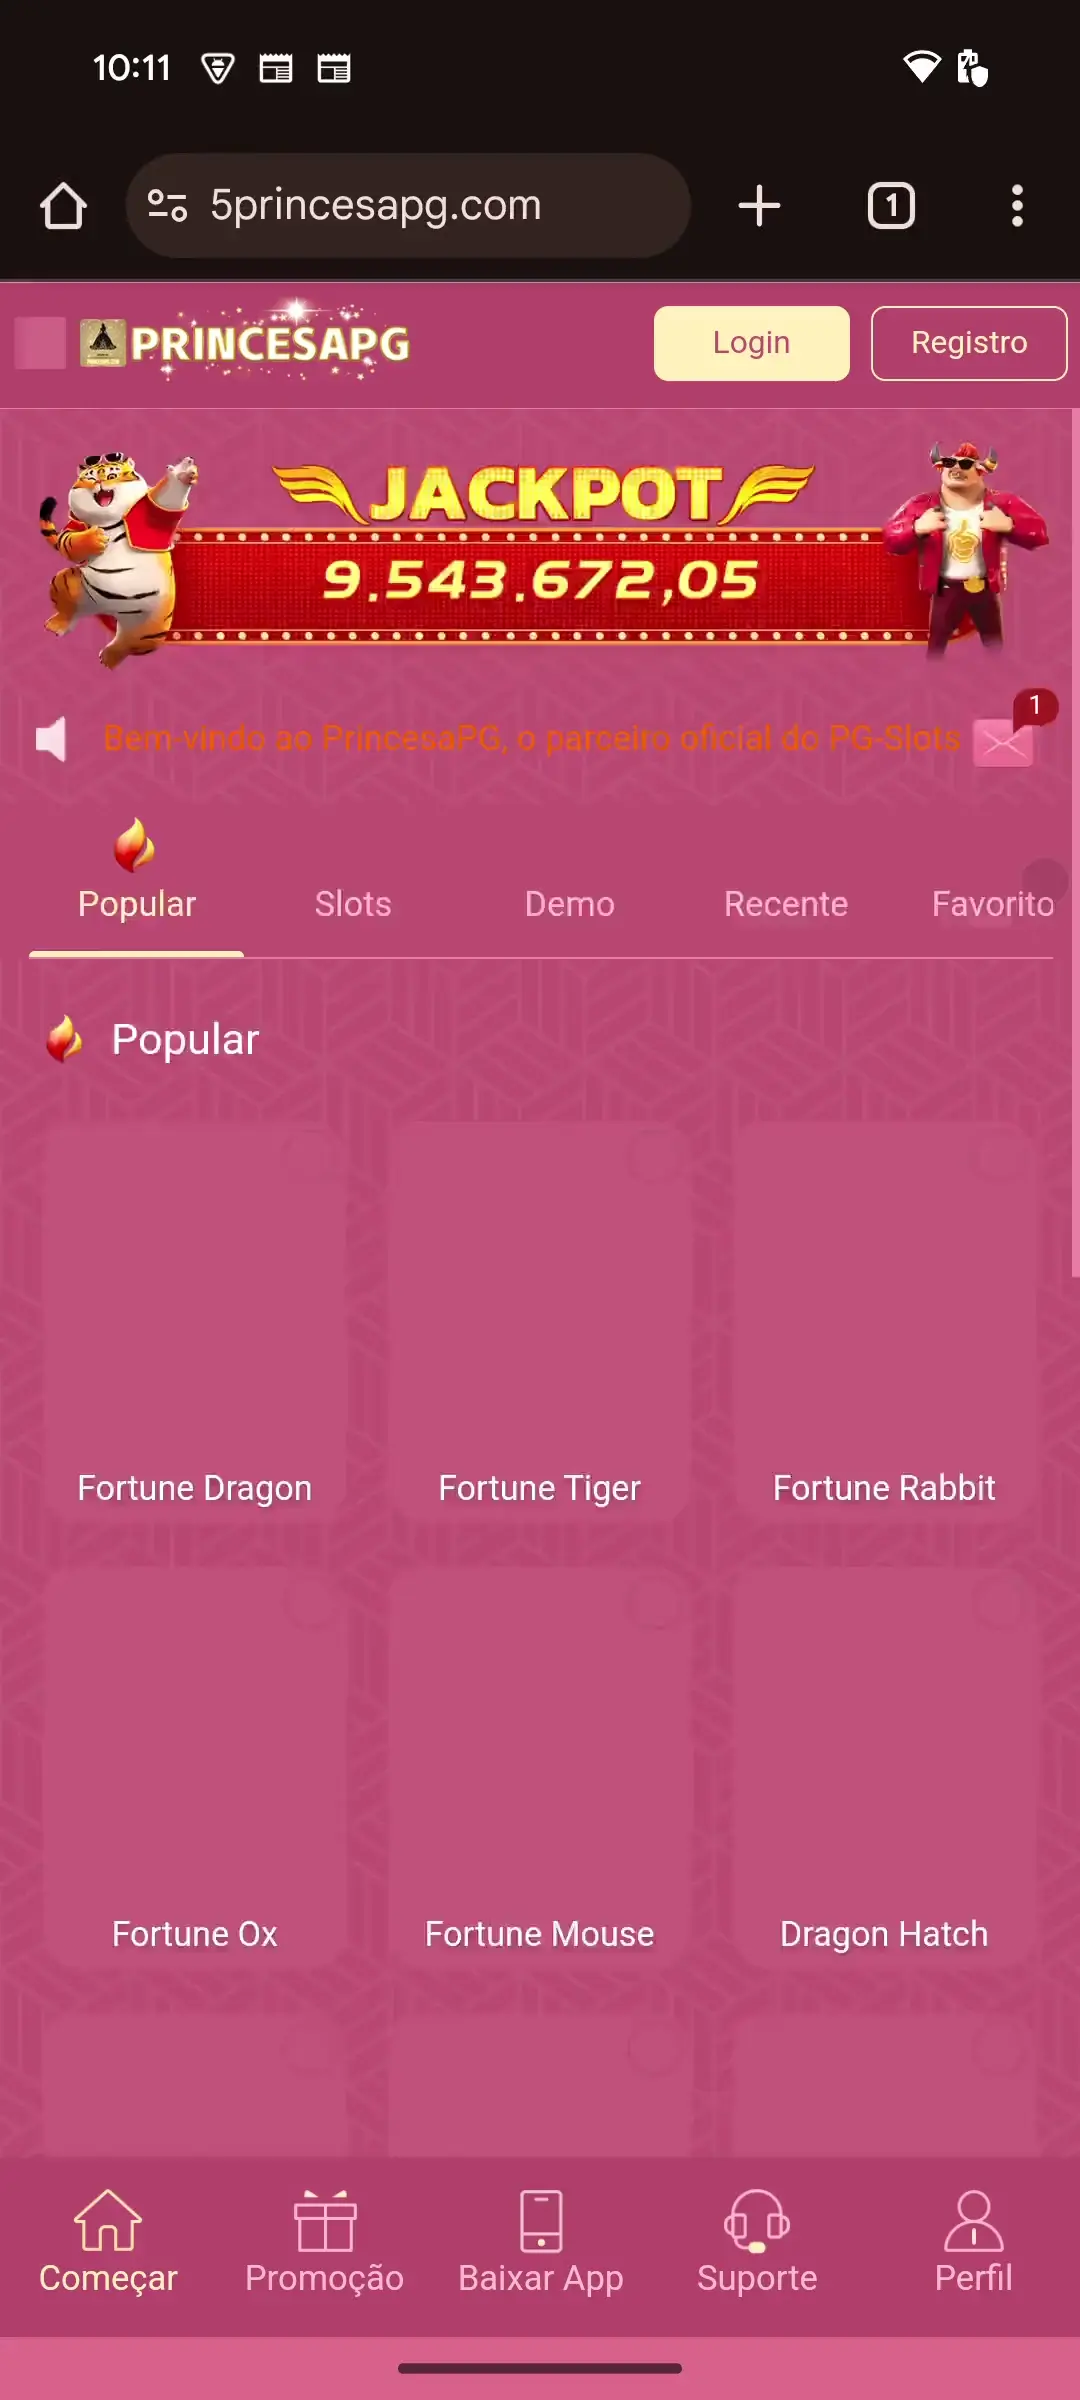 10:11
5princesapg.com
1
PRINCESAPG
Login
Registro
JACKPOT
9.543.672,05
Bem-vindo ao PrincesaPG, o parceiro oficial do PG-Slots
1
Popular
Slots
Demo
Recente
Favorito
Popular
Fortune Dragon
Fortune Tiger
Fortune Rabbit
Fortune Ox
Fortune Mouse
Dragon Hatch
Começar
Promoção
Baixar App
Suporte
Perfil